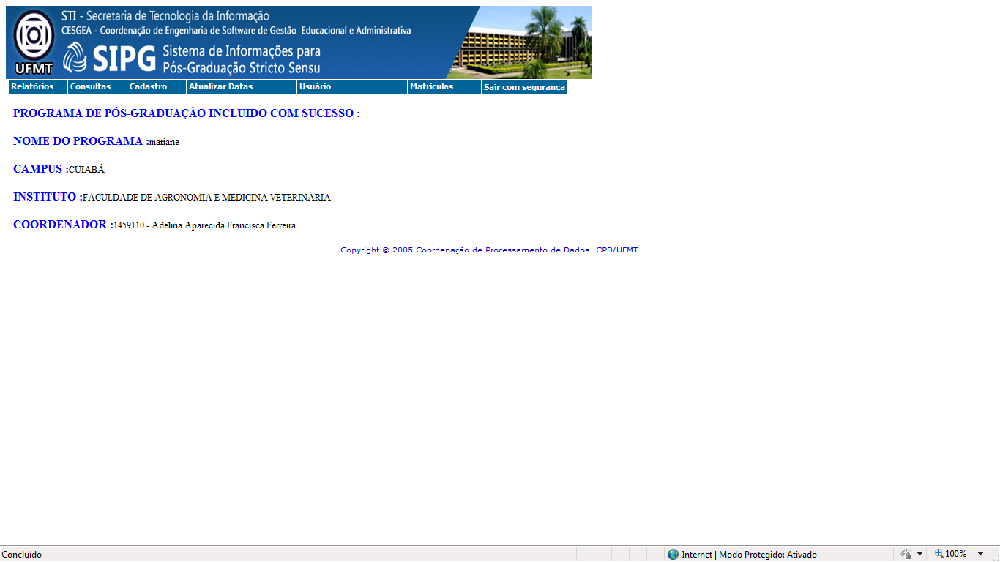 STI - Secretaria de Tecnologia da Informação
CESGEA - Coordenação de Engenharia de Software de Gestão Educacional e Administrativa
UFMT
SIPG Sistema de Informações para
Pós-Graduação Stricto Sensu
Relatórios Consultas Cadastro Atualizar Datas Usuário Matrículas Sair com segurança
PROGRAMA DE PÓS-GRADUAÇÃO INCLUIDO COM SUCESSO :
NOME DO PROGRAMA :mariane
CAMPUS :CUIABÁ
INSTITUTO :FACULDADE DE AGRONOMIA E MEDICINA VETERINÁRIA
COORDENADOR :1459110 - Adelina Aparecida Francisca Ferreira
Copyright © 2005 Coordenação de Processamento de Dados- CPD/UFMT
Concluído Internet | Modo Protegido: Ativado 100%